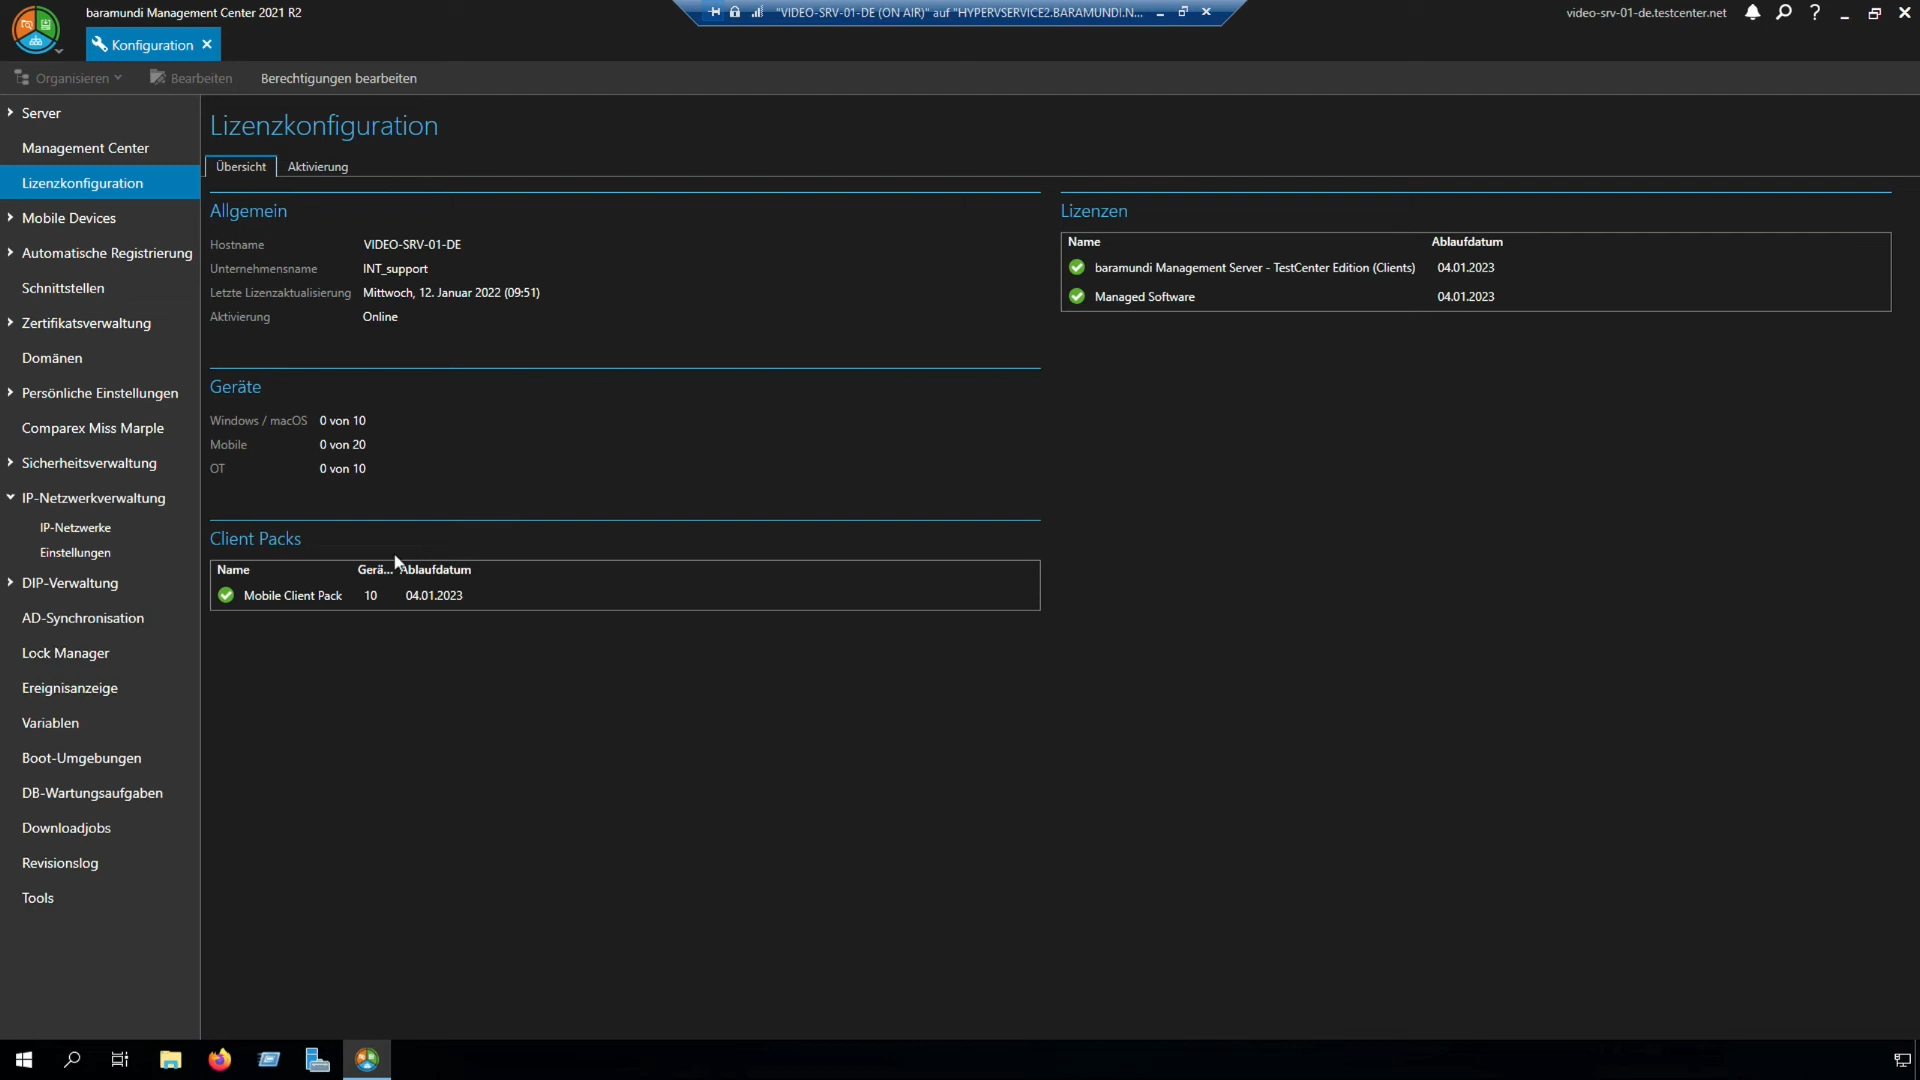 baramundi Management Center 2021 R2
"VIDEO-SRV-01-DE (ON AIR)" auf "HYPERVSERVICE2.BARAMUNDI.N...
video-srv-01-de.testcenter.net
Konfiguration
Organisieren
Bearbeiten
Berechtigungen bearbeiten
Server
Management Center
Lizenzkonfiguration
Mobile Devices
Automatische Registrierung
Schnittstellen
Zertifikatsverwaltung
Domänen
Persönliche Einstellungen
Comparex Miss Marple
Sicherheitsverwaltung
IP-Netzwerkverwaltung
IP-Netzwerke
Einstellungen
DIP-Verwaltung
AD-Synchronisation
Lock Manager
Ereignisanzeige
Variablen
Boot-Umgebungen
DB-Wartungsaufgaben
Downloadjobs
Revisionslog
Tools
Lizenzkonfiguration
Übersicht
Aktivierung
Allgemein
Hostname VIDEO-SRV-01-DE
Unternehmensname INT_support
Letzte Lizenzaktualisierung Mittwoch, 12. Januar 2022 (09:51)
Aktivierung Online
Geräte
Windows / macOS 0 von 10
Mobile 0 von 20
OT 0 von 10
Client Packs
Name Gerä... Ablaufdatum
Mobile Client Pack 10 04.01.2023
Lizenzen
Name Ablaufdatum
baramundi Management Server - TestCenter Edition (Clients) 04.01.2023
Managed Software 04.01.2023